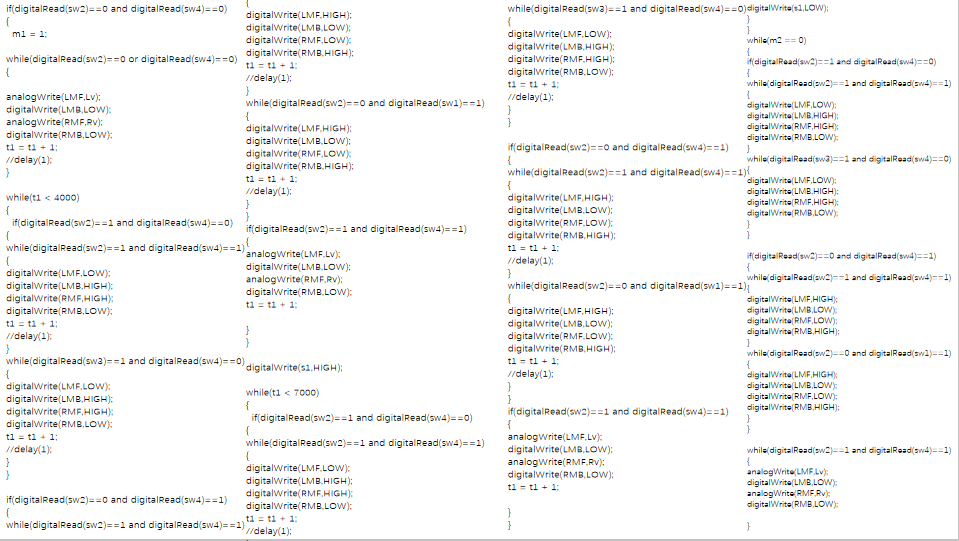 if(digitalRead(sw2)==0 and digitalRead(sw4)==0)
{
m1 = 1;
while(digitalRead(sw2)==0 or digitalRead(sw4)==0)
{
analogWrite(LMF,Lv);
digitalWrite(LMB,LOW);
analogWrite(RMF,Rv);
digitalWrite(RMB,LOW);
t1 = t1 + 1;
//delay(1);
}
while(t1 < 4000)
{
if(digitalRead(sw2)==1 and digitalRead(sw4)==0)
{
while(digitalRead(sw2)==1 and digitalRead(sw4)==1)
{
digitalWrite(LMF,LOW);
digitalWrite(LMB,HIGH);
digitalWrite(RMF,HIGH);
digitalWrite(RMB,LOW);
t1 = t1 + 1;
//delay(1);
}
while(digitalRead(sw3)==1 and digitalRead(sw4)==0)
{
digitalWrite(LMF,LOW);
digitalWrite(LMB,HIGH);
digitalWrite(RMF,HIGH);
digitalWrite(RMB,LOW);
t1 = t1 + 1;
//delay(1);
}
}
if(digitalRead(sw2)==0 and digitalRead(sw4)==1)
{
while(digitalRead(sw2)==1 and digitalRead(sw4)==1)
{
digitalWrite(LMF,HIGH);
digitalWrite(LMB,LOW);
digitalWrite(RMF,LOW);
digitalWrite(RMB,HIGH);
t1 = t1 + 1;
//delay(1);
}
while(digitalRead(sw2)==0 and digitalRead(sw1)==1)
{
digitalWrite(LMF,HIGH);
digitalWrite(LMB,LOW);
digitalWrite(RMF,LOW);
digitalWrite(RMB,HIGH);
t1 = t1 + 1;
//delay(1);
}
}
if(digitalRead(sw2)==1 and digitalRead(sw4)==1)
{
analogWrite(LMF,Lv);
digitalWrite(LMB,LOW);
analogWrite(RMF,Rv);
digitalWrite(RMB,LOW);
t1 = t1 + 1;
}
}
digitalWrite(s1,HIGH);
while(t1 < 7000)
{
if(digitalRead(sw2)==1 and digitalRead(sw4)==0)
{
while(digitalRead(sw2)==1 and digitalRead(sw4)==1)
{
digitalWrite(LMF,LOW);
digitalWrite(LMB,HIGH);
digitalWrite(RMF,HIGH);
digitalWrite(RMB,LOW);
t1 = t1 + 1;
//delay(1);
while(digitalRead(sw3)==1 and digitalRead(sw4)==0)
{
digitalWrite(LMF,LOW);
digitalWrite(LMB,HIGH);
digitalWrite(RMF,HIGH);
digitalWrite(RMB,LOW);
t1 = t1 + 1;
//delay(1);
}
}
if(digitalRead(sw2)==0 and digitalRead(sw4)==1)
{
while(digitalRead(sw2)==1 and digitalRead(sw4)==1)
{
digitalWrite(LMF,HIGH);
digitalWrite(LMB,LOW);
digitalWrite(RMF,LOW);
digitalWrite(RMB,HIGH);
t1 = t1 + 1;
//delay(1);
}
while(digitalRead(sw2)==0 and digitalRead(sw1)==1)
{
digitalWrite(LMF,HIGH);
digitalWrite(LMB,LOW);
digitalWrite(RMF,LOW);
digitalWrite(RMB,HIGH);
t1 = t1 + 1;
//delay(1);
}
}
if(digitalRead(sw2)==1 and digitalRead(sw4)==1)
{
analogWrite(LMF,Lv);
digitalWrite(LMB,LOW);
analogWrite(RMF,Rv);
digitalWrite(RMB,LOW);
t1 = t1 + 1;
}
}
digitalWrite(s1,LOW);
}
}
while(m2 == 0)
{
if(digitalRead(sw2)==1 and digitalRead(sw4)==0)
{
while(digitalRead(sw2)==1 and digitalRead(sw4)==1)
{
digitalWrite(LMF,LOW);
digitalWrite(LMB,HIGH);
digitalWrite(RMF,HIGH);
digitalWrite(RMB,LOW);
}
while(digitalRead(sw3)==1 and digitalRead(sw4)==0)
{
digitalWrite(LMF,LOW);
digitalWrite(LMB,HIGH);
digitalWrite(RMF,HIGH);
digitalWrite(RMB,LOW);
}
}
if(digitalRead(sw2)==0 and digitalRead(sw4)==1)
{
while(digitalRead(sw2)==1 and digitalRead(sw4)==1)
{
digitalWrite(LMF,HIGH);
digitalWrite(LMB,LOW);
digitalWrite(RMF,LOW);
digitalWrite(RMB,HIGH);
}
while(digitalRead(sw2)==0 and digitalRead(sw1)==1)
{
digitalWrite(LMF,HIGH);
digitalWrite(LMB,LOW);
digitalWrite(RMF,LOW);
digitalWrite(RMB,HIGH);
}
}
while(digitalRead(sw2)==1 and digitalRead(sw4)==1)
{
analogWrite(LMF,Lv);
digitalWrite(LMB,LOW);
analogWrite(RMF,Rv);
digitalWrite(RMB,LOW);
}